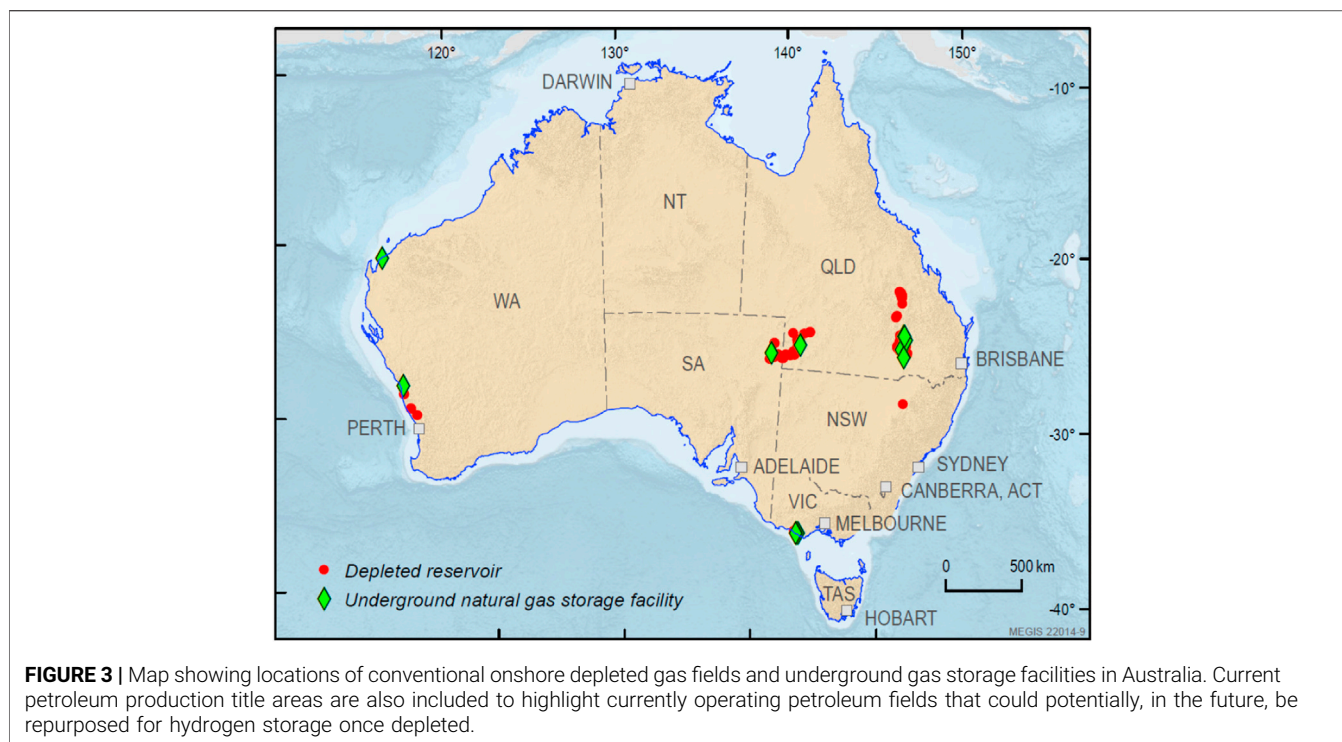 120°
130°
140°
150°
DARWIN
-10°
NT
-20°
QLD
WA
SA
BRISBANE
NSW
PERTH
-30°
ADELAIDE
SYDNEY
CANBERRA, ACT
VIC
MELBOURNE
Depleted reservoir
0 500 km
Underground natural gas storage facility
TAS
-40°
HOBART
MEGIS 22014-9
FIGURE 3 | Map showing locations of conventional onshore depleted gas fields and underground gas storage facilities in Australia. Current
petroleum production title areas are also included to highlight currently operating petroleum fields that could potentially, in the future, be
repurposed for hydrogen storage once depleted.